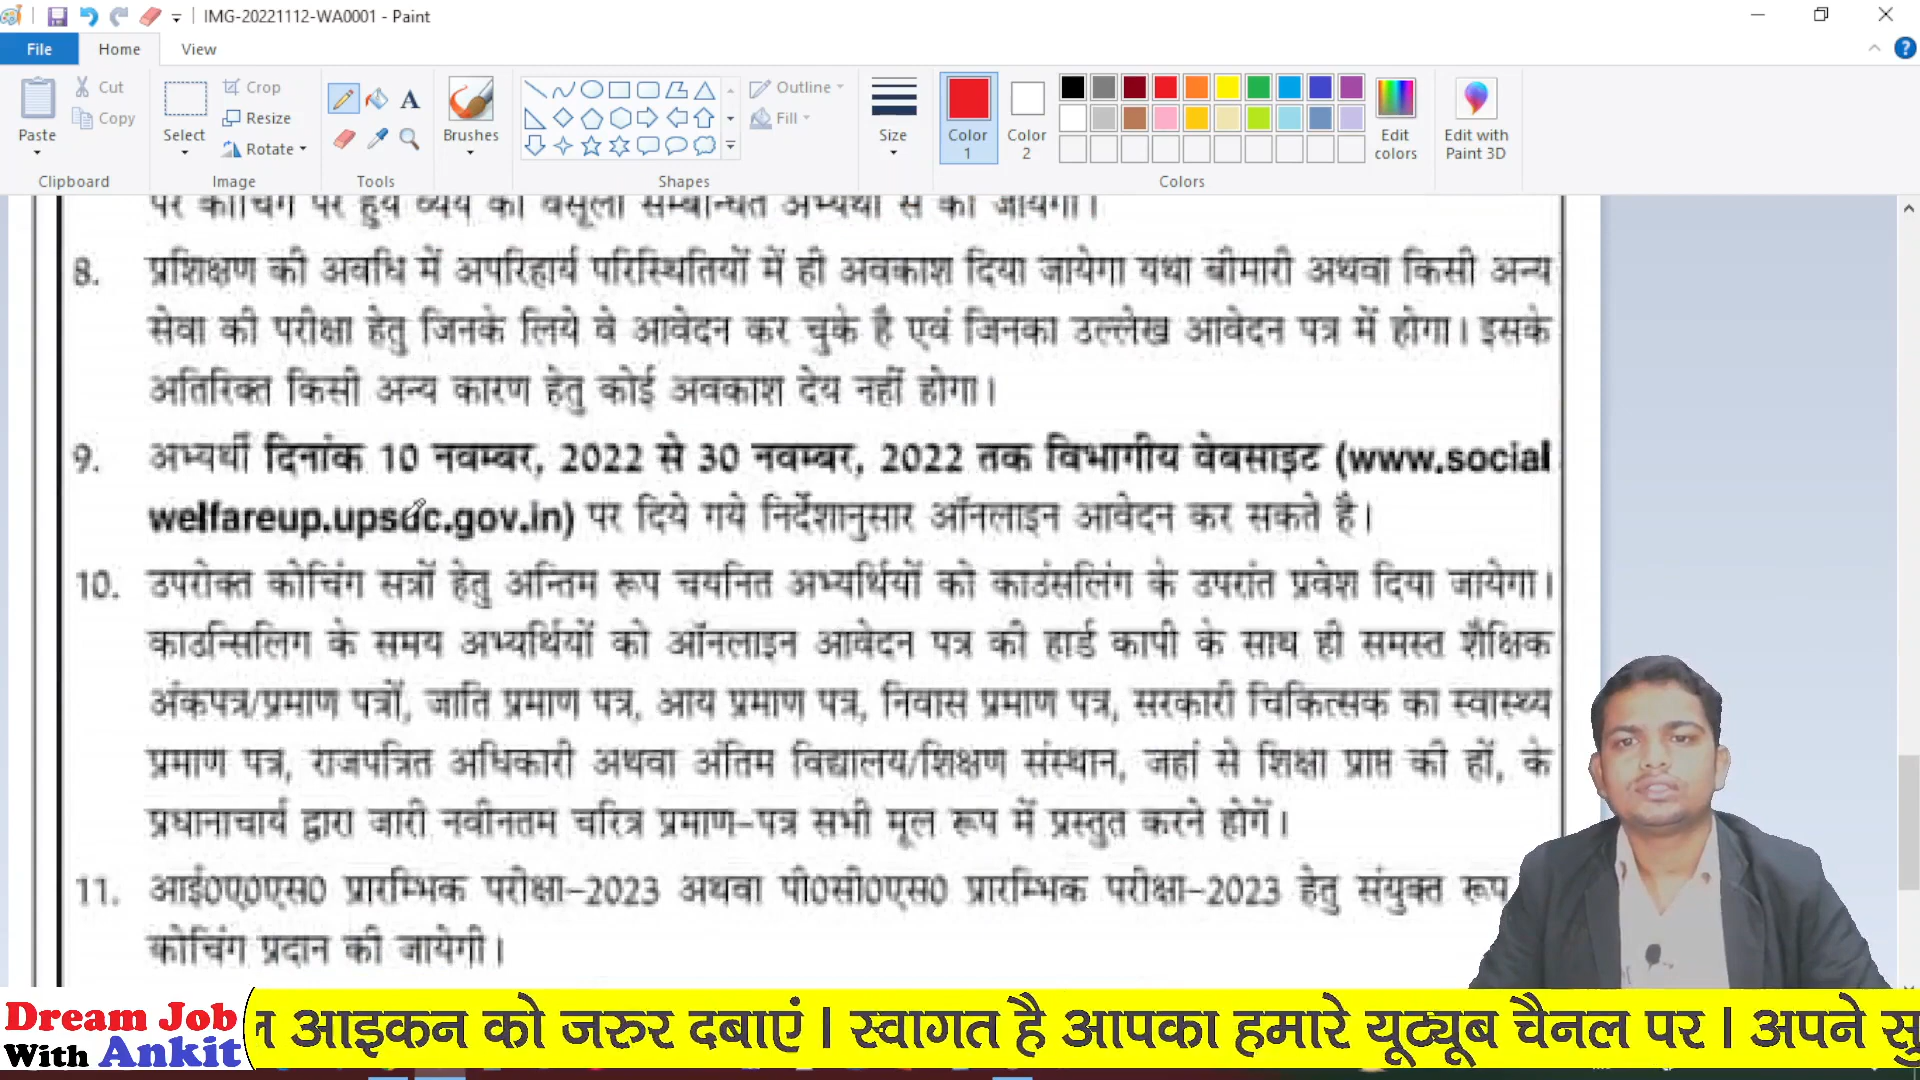 IMG-20221112-WA0001 - Paint
File Home View
Paste Cut Copy Clipboard
Select Crop Resize Rotate Image
A Tools
Brushes
Outline Fill Shapes
Size
Color 1 Color 2 Edit colors Colors
Edit with Paint 3D
पर कोचिंग पर हुये व्यय की वसूली सम्बन्धित अभ्यर्थी से की जायेगी।
8. प्रशिक्षण की अवधि में अपरिहार्य परिस्थितियों में ही अवकाश दिया जायेगा यथा बीमारी अथवा किसी अन्य
सेवा की परीक्षा हेतु जिनके लिये वे आवेदन कर चुके है एवं जिनका उल्लेख आवेदन पत्र में होगा। इसके
अतिरिक्त किसी अन्य कारण हेतु कोई अवकाश देय नहीं होगा।
9. अभ्यर्थी दिनांक 10 नवम्बर, 2022 से 30 नवम्बर, 2022 तक विभागीय वेबसाइट (www.social
welfareup.upsdc.gov.in) पर दिये गये निर्देशानुसार ऑनलाइन आवेदन कर सकते है।
10. उपरोक्त कोचिंग सत्रों हेतु अन्तिम रूप चयनित अभ्यर्थियों को काउंसलिंग के उपरांत प्रवेश दिया जायेगा।
काउन्सिलिग के समय अभ्यर्थियों को ऑनलाइन आवेदन पत्र की हार्ड कापी के साथ ही समस्त शैक्षिक
अंकपत्र/प्रमाण पत्रों, जाति प्रमाण पत्र, आय प्रमाण पत्र, निवास प्रमाण पत्र, सरकारी चिकित्सक का स्वास्थ्य
प्रमाण पत्र, राजपत्रित अधिकारी अथवा अंतिम विद्यालय/शिक्षण संस्थान, जहां से शिक्षा प्राप्त की हों, के
प्रधानाचार्य द्वारा जारी नवीनतम चरित्र प्रमाण-पत्र सभी मूल रूप में प्रस्तुत करने होगें।
11. आई0ए0एस0 प्रारम्भिक परीक्षा-2023 अथवा पी0सी0एस0 प्रारम्भिक परीक्षा-2023 हेतु संयुक्त रूप
कोचिंग प्रदान की जायेगी।
Dream Job
With Ankit
आइकन को जरुर दबाएं । स्वागत है आपका हमारे यूट्यूब चैनल पर । अपने